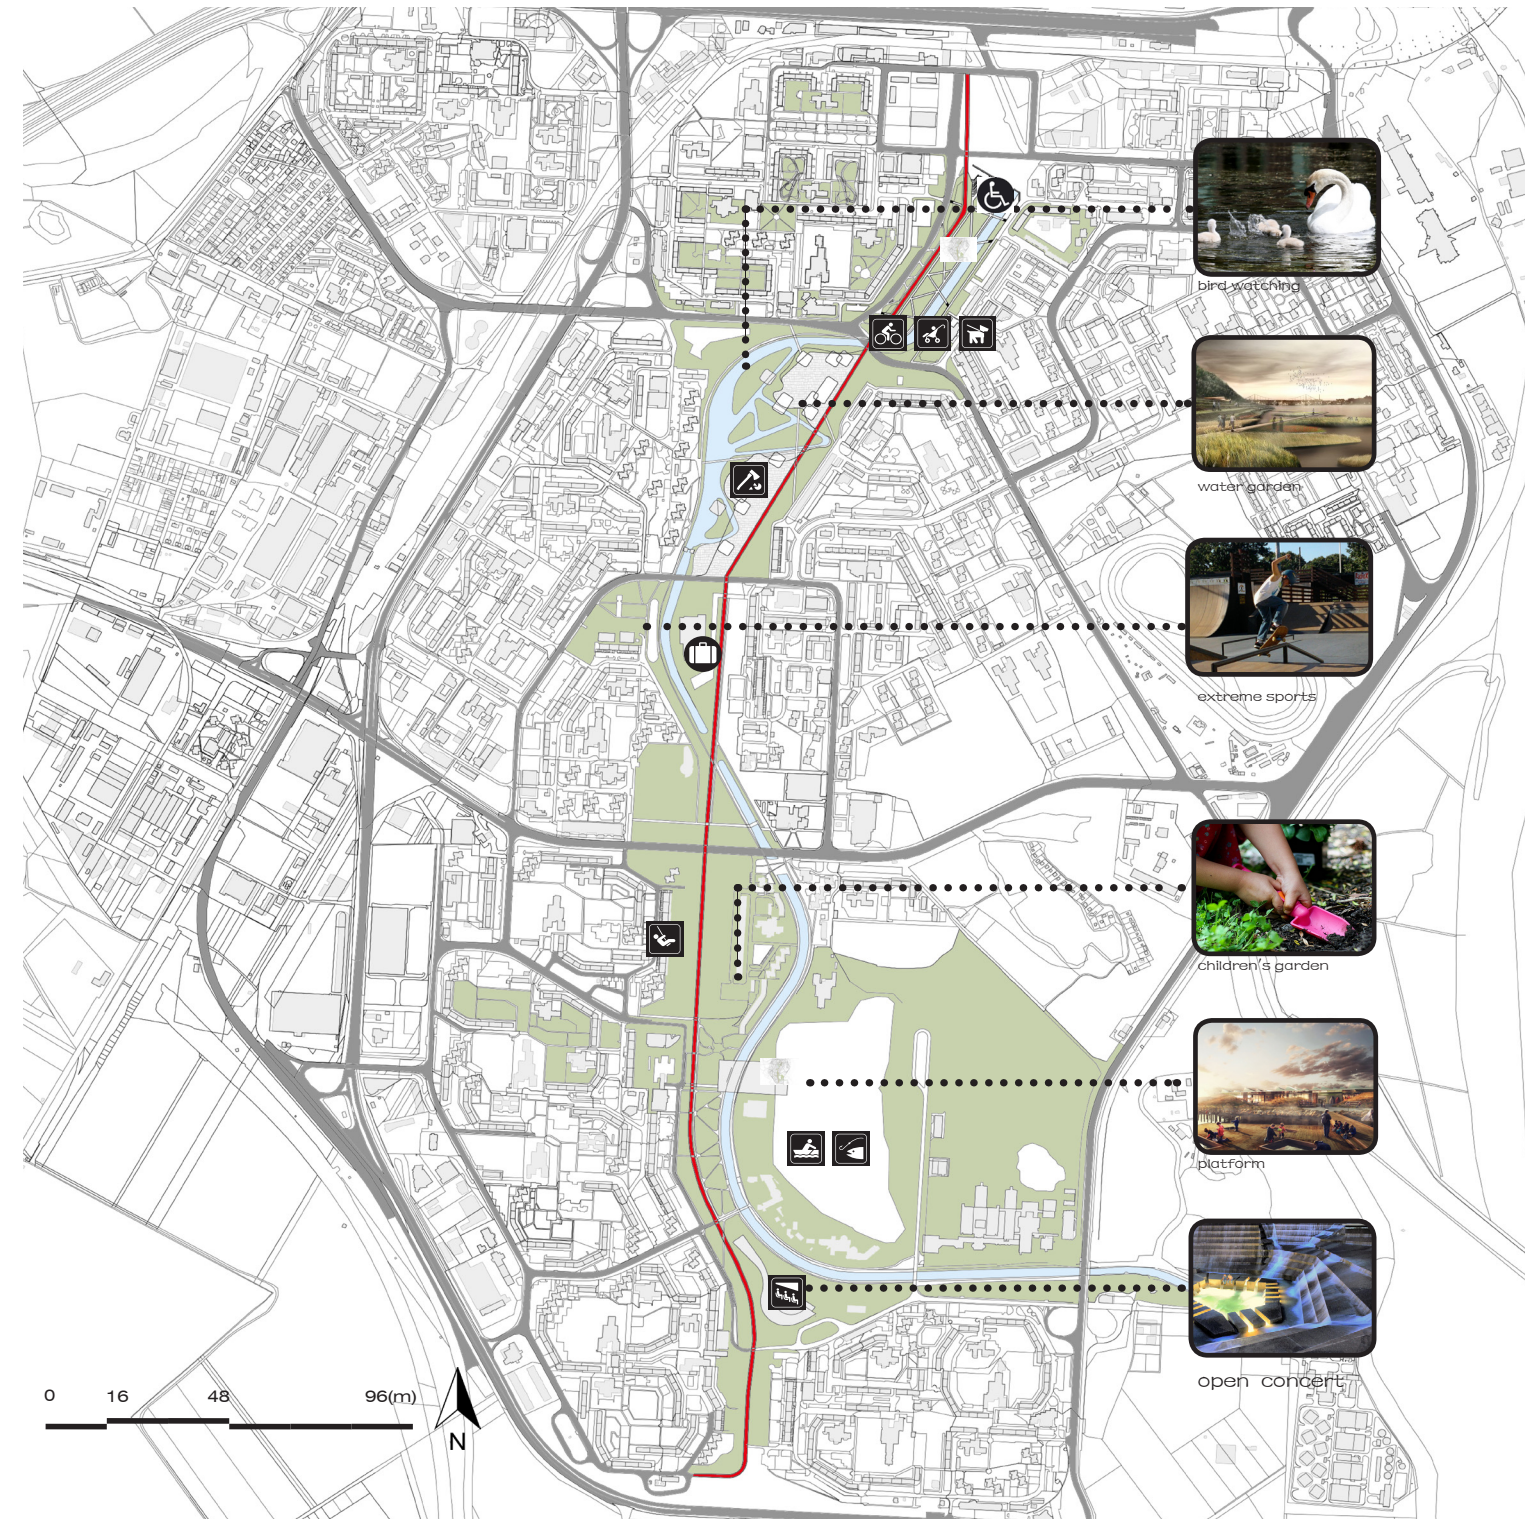 bird watching
water garden
extreme sports
children's garden
platform
open concert
0 16 48 96(m)
N